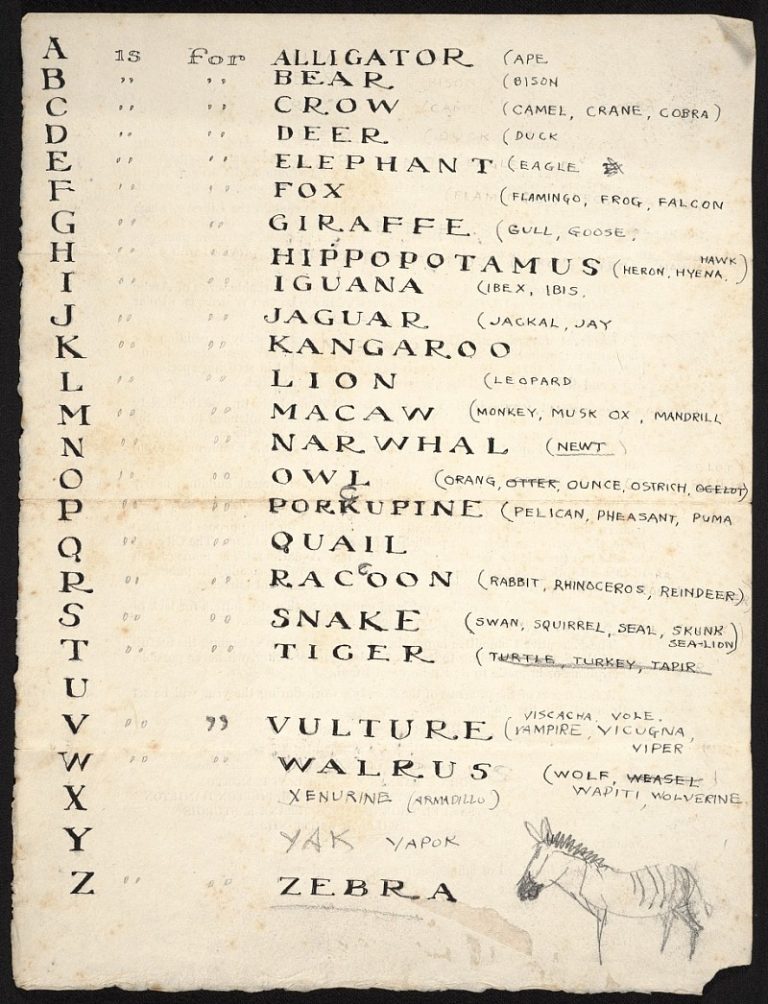 A is for ALLIGATOR (APE
B " " BEAR (BISON
C " " CROW (CAMEL, CRANE, COBRA)
D " " DEER (DUCK
E " " ELEPHANT (EAGLE
F " " FOX (FLAMINGO, FROG, FALCON
G " " GIRAFFE (GULL, GOOSE,
H " " HIPPOPOTAMUS (HERON, HYENA, HAWK)
I " " IGUANA (IBEX, IBIS,
J " " JAGUAR (JACKAL, JAY
K " " KANGAROO
L " " LION (LEOPARD
M " " MACAW (MONKEY, MUSK OX, MANDRILL
N " " NARWHAL (NEWT)
O " " OWL (ORANG, OTTER, OUNCE, OSTRICH, OCELOT)
P " " PORKUPINE (PELICAN, PHEASANT, PUMA
C
Q " " QUAIL
R " " RACOON (RABBIT, RHINOCEROS, REINDEER)
C
S " " SNAKE (SWAN, SQUIRREL, SEAL, SKUNK
SEA-LION)
T " " TIGER (TURTLE, TURKEY, TAPIR
U
VISCACHA, VOLE,
V " " VULTURE (VAMPIRE, VICUGNA,
VIPER
W " " WALRUS (WOLF, WEASEL)
WAPITI, WOLVERINE
X XENURINE (ARMADILLO)
Y YAK YAPOK
Z " " ZEBRA